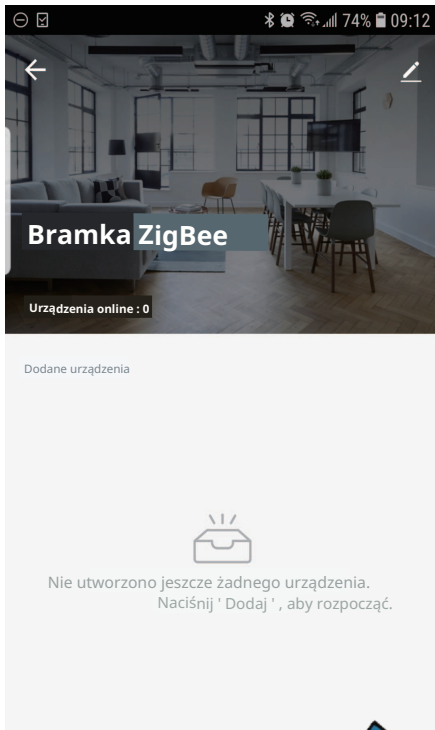 74% 09:12
Bramka ZigBee
Urządzenia online : 0
Dodane urządzenia
Nie utworzono jeszcze żadnego urządzenia.
Naciśnij ' Dodaj ' , aby rozpocząć.